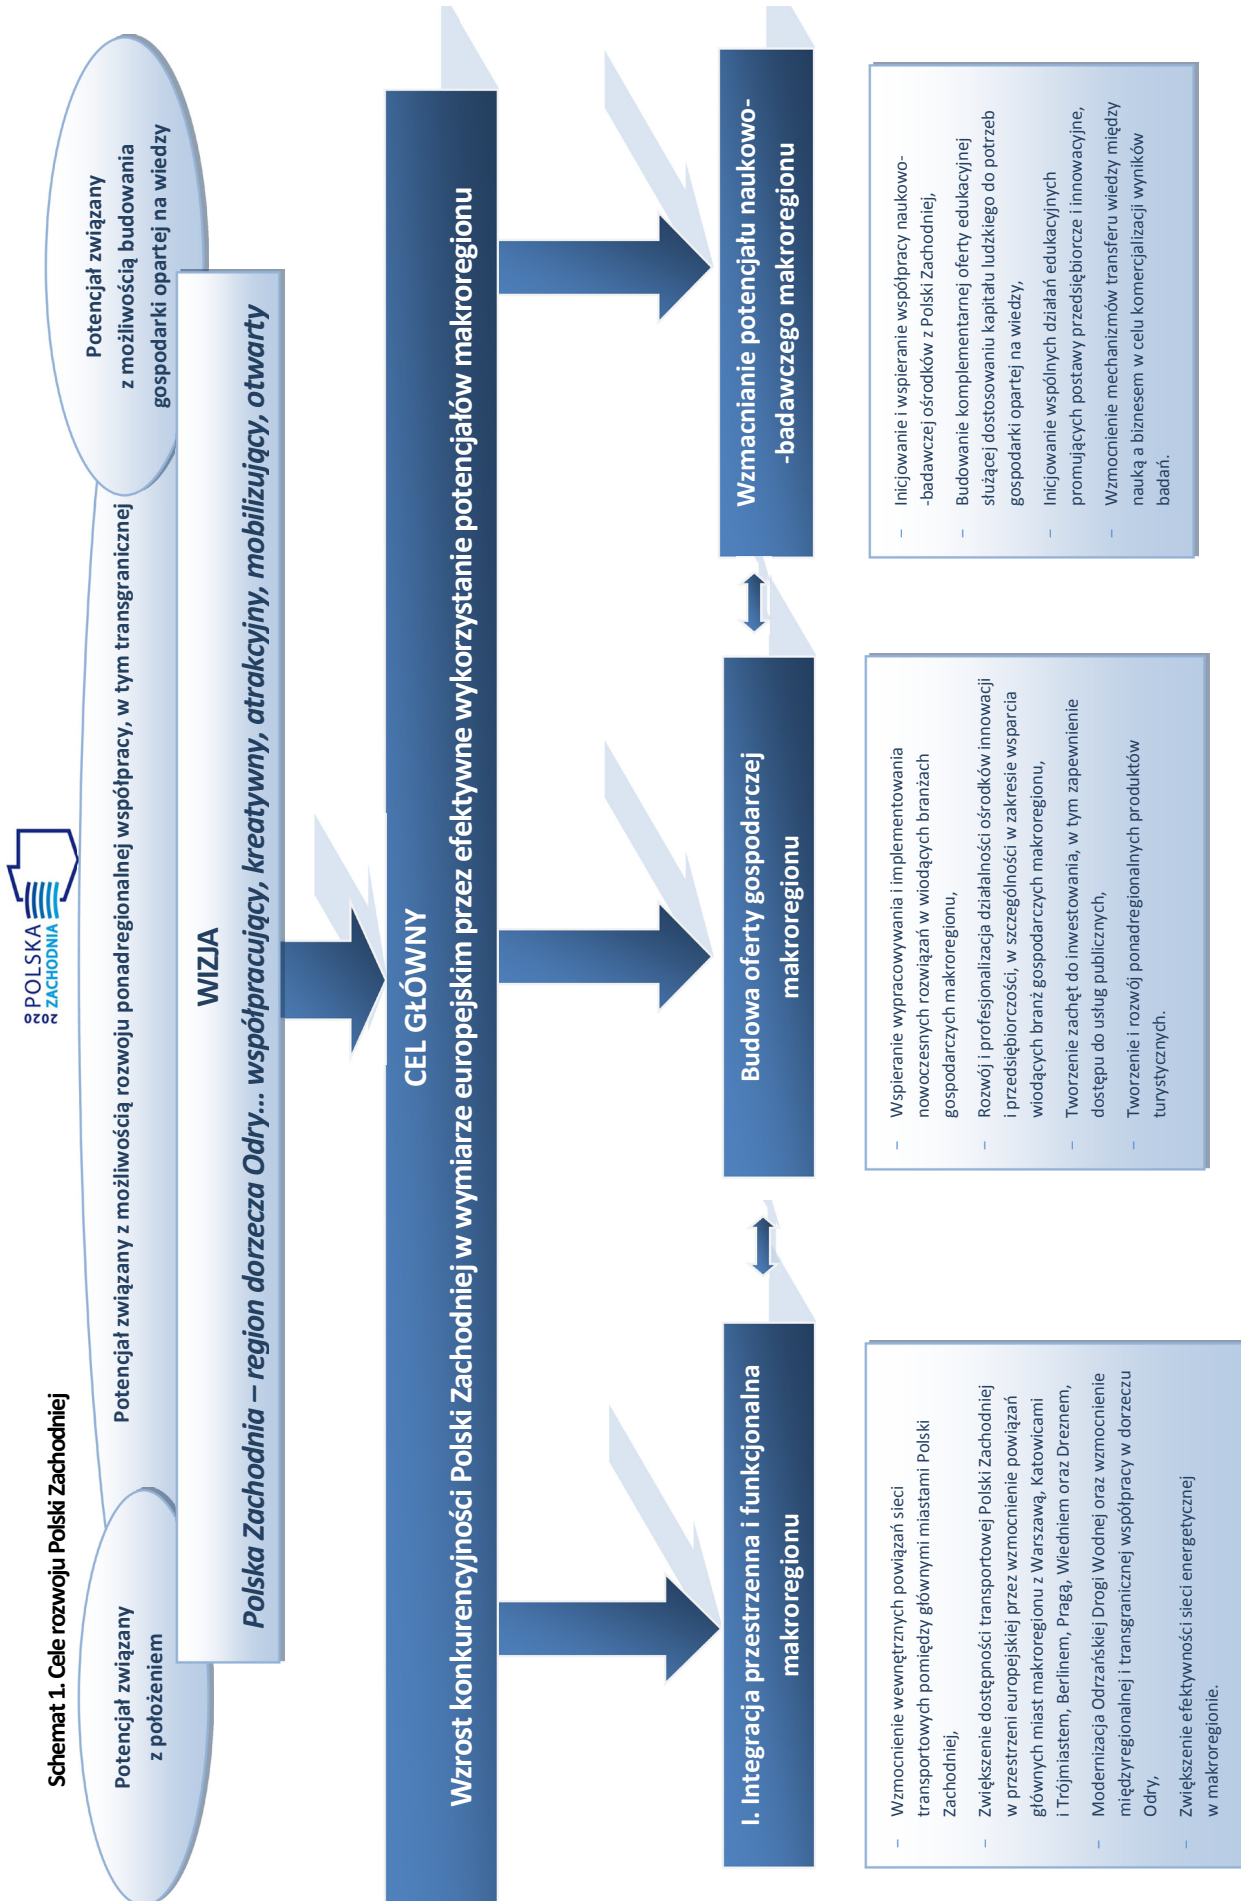 2020
POLSKA
ZACHODNIA
Schemat 1. Cele rozwoju Polski Zachodniej
Potencjał związany
z położeniem
Potencjał związany z możliwością rozwoju ponadregionalnej współpracy, w tym transgranicznej
Potencjał związany
z możliwością budowania
gospodarki opartej na wiedzy
WIZJA
Polska Zachodnia – region dorzecza Odry... współpracujący, kreatywny, atrakcyjny, mobilizujący, otwarty
CEL GŁÓWNY
Wzrost konkurencyjności Polski Zachodniej w wymiarze europejskim przez efektywne wykorzystanie potencjałów makroregionu
I. Integracja przestrzenna i funkcjonalna
makroregionu
– Wzmocnienie wewnętrznych powiązań sieci
transportowych pomiędzy głównymi miastami Polski
Zachodniej,
– Zwiększenie dostępności transportowej Polski Zachodniej
w przestrzeni europejskiej przez wzmocnienie powiązań
głównych miast makroregionu z Warszawą, Katowicami
i Trójmiastem, Berlinem, Pragą, Wiedniem oraz Dreznem,
– Modernizacja Odrzańskiej Drogi Wodnej oraz wzmocnienie
międzyregionalnej i transgranicznej współpracy w dorzeczu
Odry,
– Zwiększenie efektywności sieci energetycznej
w makroregionie.
Budowa oferty gospodarczej
makroregionu
– Wspieranie wypracowywania i implementowania
nowoczesnych rozwiązań w wiodących branżach
gospodarczych makroregionu,
– Rozwój i profesjonalizacja działalności ośrodków innowacji
i przedsiębiorczości, w szczególności w zakresie wsparcia
wiodących branż gospodarczych makroregionu,
– Tworzenie zachęt do inwestowania, w tym zapewnienie
dostępu do usług publicznych,
– Tworzenie i rozwój ponadregionalnych produktów
turystycznych.
Wzmacnianie potencjału naukowo-
-badawczego makroregionu
– Inicjowanie i wspieranie współpracy naukowo-
-badawczej ośrodków z Polski Zachodniej,
– Budowanie komplementarnej oferty edukacyjnej
służącej dostosowaniu kapitału ludzkiego do potrzeb
gospodarki opartej na wiedzy,
– Inicjowanie wspólnych działań edukacyjnych
promujących postawy przedsiębiorcze i innowacyjne,
– Wzmocnienie mechanizmów transferu wiedzy między
nauką a biznesem w celu komercjalizacji wyników
badań.